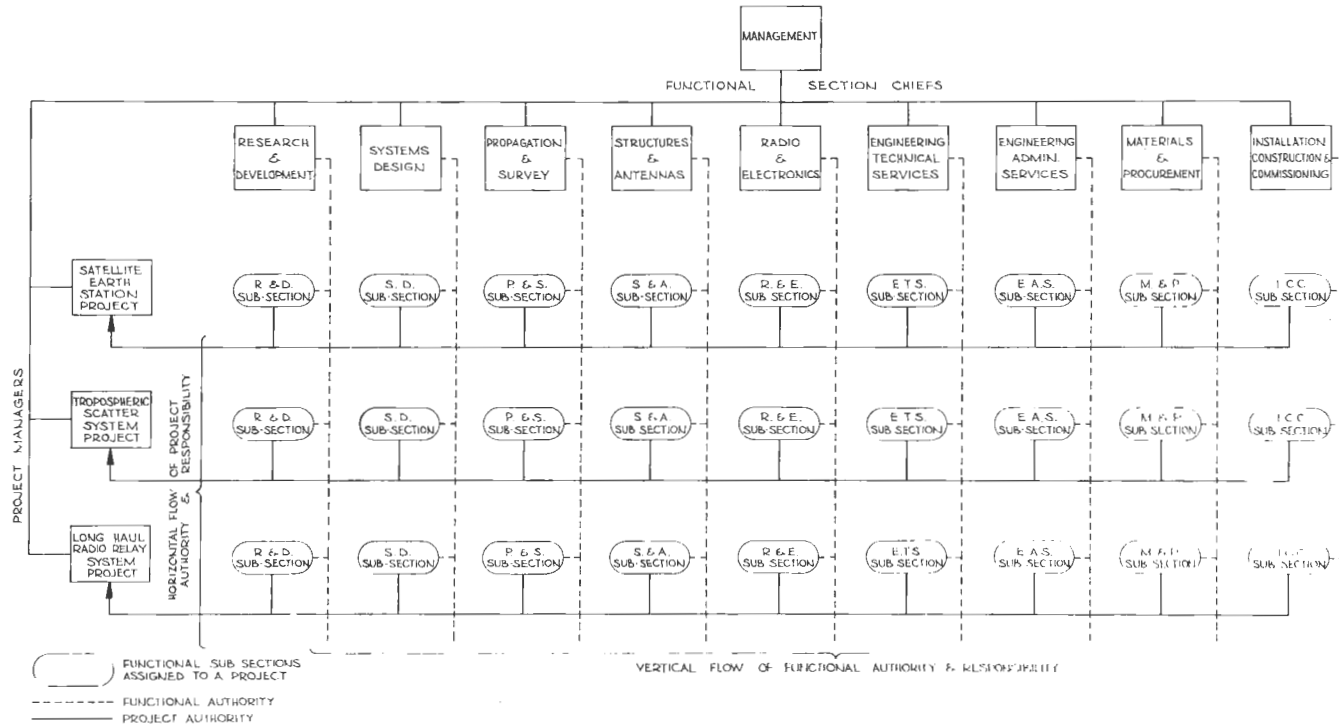 MANAGEMENT
FUNCTIONAL SECTION CHIEFS
RESEARCH
&
DEVELOPMENT
SYSTEMS
DESIGN
PROPAGATION
&
SURVEY
STRUCTURES
&
ANTENNAS
RADIO
&
ELECTRONICS
ENGINEERING
TECHNICAL
SERVICES
ENGINEERING
ADMIN.
SERVICES
MATERIALS
&
PROCUREMENT
INSTALLATION
CONSTRUCTION &
COMMISSIONING
PROJECT MANAGERS
SATELLITE
EARTH
STATION
PROJECT
R & D.
SUB-SECTION
S. D.
SUB-SECTION
P. & S.
SUB-SECTION
S & A.
SUB-SECTION
R. & E.
SUB-SECTION
E.T.S.
SUB-SECTION
E.A.S.
SUB-SECTION
M & P.
SUB-SECTION
I.C.C.
SUB SECTION
TROPOSPHERIC
SCATTER
SYSTEM
PROJECT
R & D.
SUB-SECTION
S.D.
SUB-SECTION
P. & S.
SUB-SECTION
S & A.
SUB-SECTION
R. & E.
SUB-SECTION
E.T.S.
SUB-SECTION
E.A.S.
SUB-SECTION
M & P.
SUB-SECTION
I.C.C.
SUB SECTION
LONG HAUL
RADIO RELAY
SYSTEM
PROJECT
R & D.
SUB-SECTION
S. D.
SUB-SECTION
P & S.
SUB-SECTION
S & A.
SUB-SECTION
R & E.
SUB-SECTION
E.T.S
SUB-SECTION
E.A.S.
SUB-SECTION
M & P.
SUB SECTION
I.C.C.
SUB SECTION
HORIZONTAL FLOW OF PROJECT
AUTHORITY & RESPONSIBILITY
VERTICAL FLOW OF FUNCTIONAL AUTHORITY & RESPONSIBILITY
FUNCTIONAL SUB SECTIONS
ASSIGNED TO A PROJECT
FUNCTIONAL AUTHORITY
PROJECT AUTHORITY